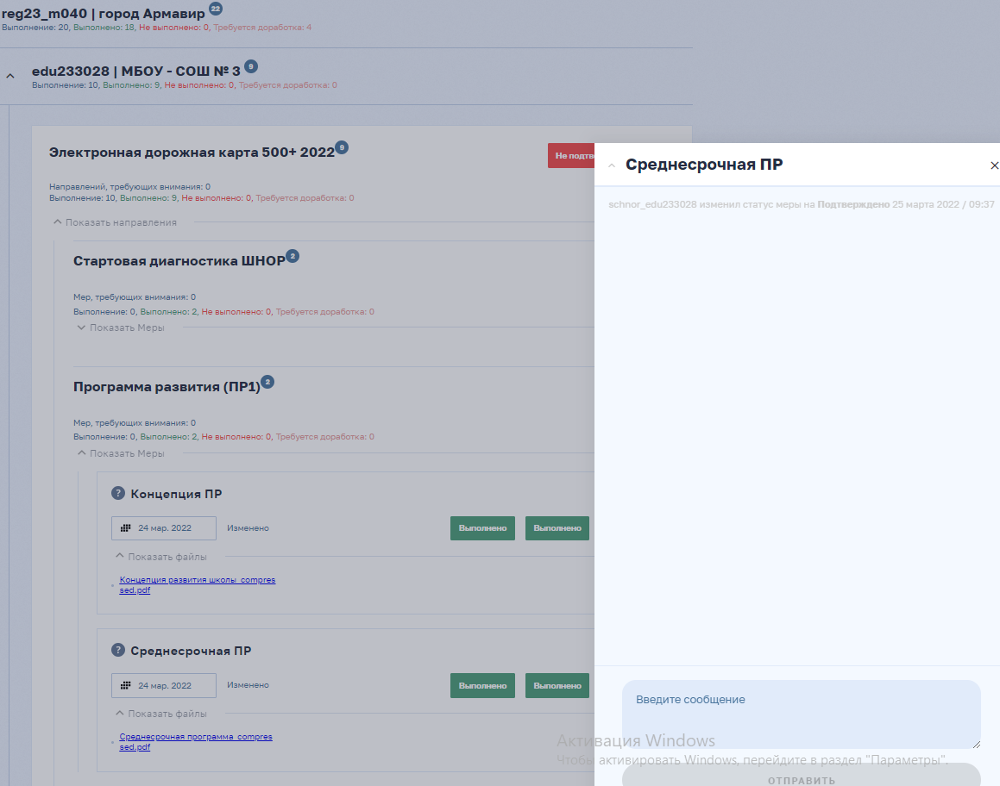 reg23_m040 | город Армавир 22
Выполнение: 20, Выполнено: 18, Не выполнено: 0, Требуется доработка: 4
edu233028 | МБОУ - СОШ № 3 9
Выполнение: 10, Выполнено: 9, Не выполнено: 0, Требуется доработка: 0
Электронная дорожная карта 500+ 2022 9
Не подтв
Направлений, требующих внимания: 0
Выполнение: 10, Выполнено: 9, Не выполнено: 0, Требуется доработка: 0
Показать направления
Стартовая диагностика ШНОР 2
Мер, требующих внимания: 0
Выполнение: 0, Выполнено: 2, Не выполнено: 0, Требуется доработка: 0
Показать Меры
Программа развития (ПР1) 2
Мер, требующих внимания: 0
Выполнение: 0, Выполнено: 2, Не выполнено: 0, Требуется доработка: 0
Показать Меры
? Концепция ПР
24 мар. 2022 Изменено Выполнено Выполнено
Показать файлы
Концепция развития школы_compres
sed.pdf
? Среднесрочная ПР
24 мар. 2022 Изменено Выполнено Выполнено
Показать файлы
Среднесрочная программа_compres
sed.pdf
Среднесрочная ПР
schnor_edu233028 изменил статус меры на Подтверждено 25 марта 2022 / 09:37
Введите сообщение
Активация Windows
Чтобы активировать Windows, перейдите в раздел "Параметры".
ОТПРАВИТЬ